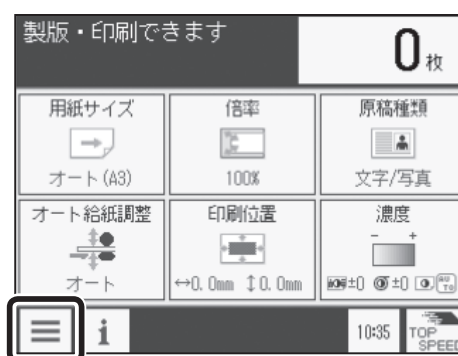 製版・印刷できます
0枚
用紙サイズ 倍率 原稿種類
オート(A3) 100% 文字/写真
オート給紙調整 印刷位置 濃度
- +
オート ↔0.0mm ↕0.0mm ±0 ±0 AUTO
i 10:35 TOP SPEED